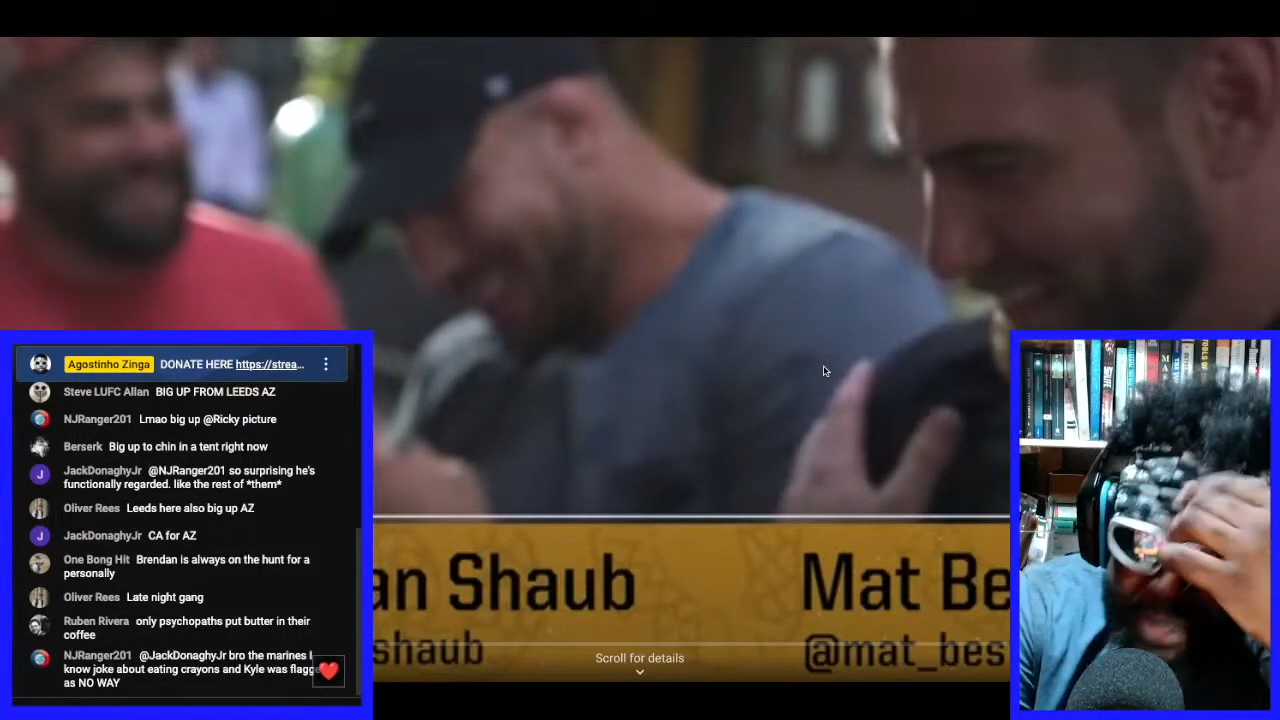 Agostinho Zinga DONATE HERE https://strea...
Steve LUFC Allan BIG UP FROM LEEDS AZ
NJRanger201 Lmao big up @Ricky picture
Berserk Big up to chin in a tent right now
JackDonaghyJr @NJRanger201 so surprising he's
functionally regarded. like the rest of *them*
Oliver Rees Leeds here also big up AZ
JackDonaghyJr CA for AZ
One Bong Hit Brendan is always on the hunt for a
personally
Oliver Rees Late night gang
Ruben Rivera only psychopaths put butter in their
coffee
NJRanger201 @JackDonaghyJr bro the marines I
know joke about eating crayons and Kyle was flagge
as NO WAY
J
J
J
an Shaub
shaub
Mat Be
@mat_bes
Scroll for details